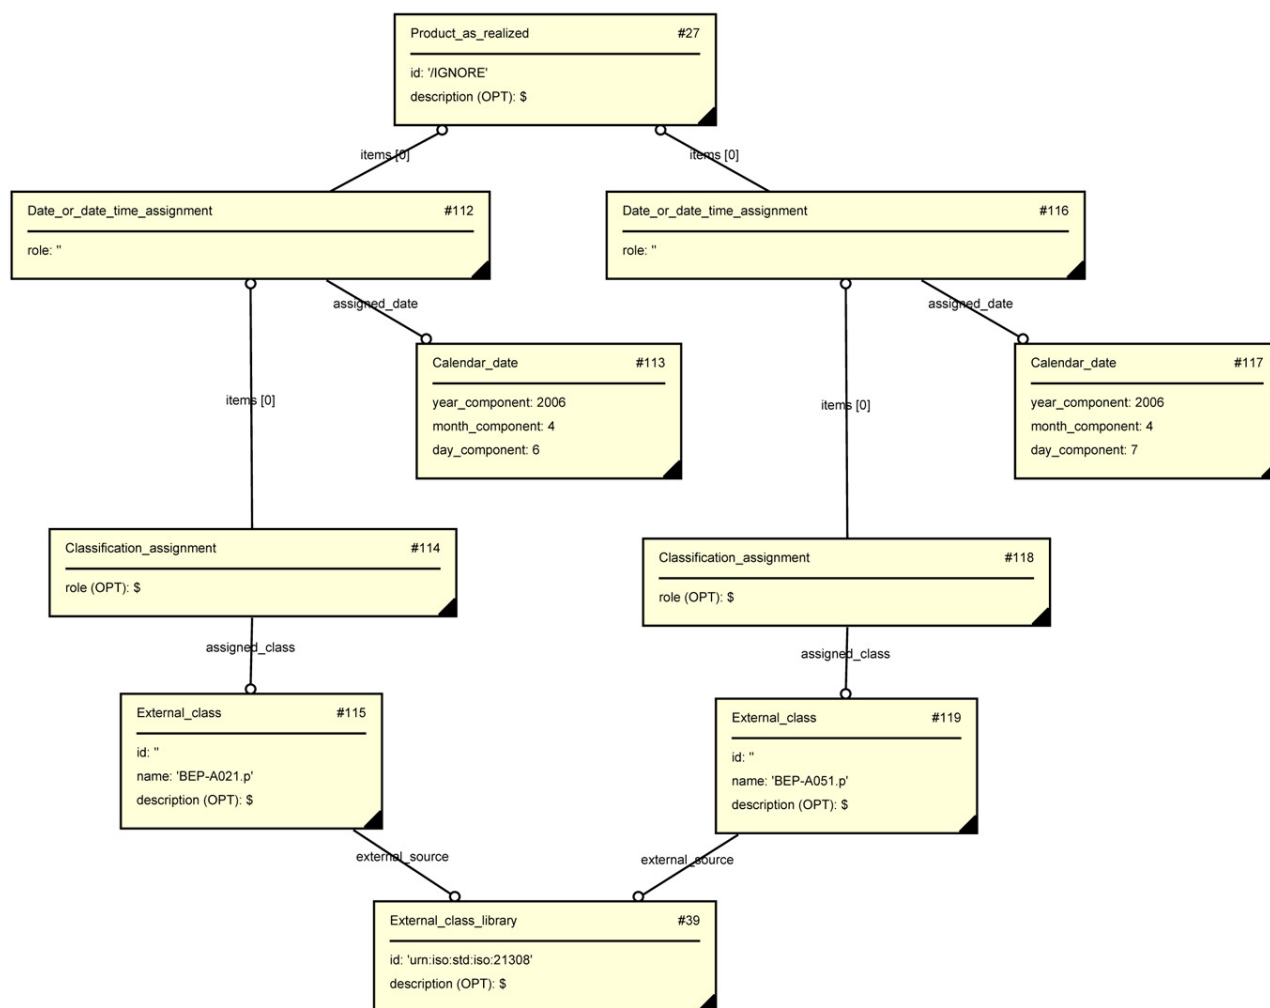 Product_as_realized #27
id: '/IGNORE'
description (OPT): $
items [0] items [0]
Date_or_date_time_assignment #112
role: ''
Date_or_date_time_assignment #116
role: ''
assigned_date assigned_date
Calendar_date #113
year_component: 2006
month_component: 4
day_component: 6
Calendar_date #117
year_component: 2006
month_component: 4
day_component: 7
items [0] items [0]
Classification_assignment #114
role (OPT): $
Classification_assignment #118
role (OPT): $
assigned_class assigned_class
External_class #115
id: ''
name: 'BEP-A021.p'
description (OPT): $
External_class #119
id: ''
name: 'BEP-A051.p'
description (OPT): $
external_source external_source
External_class_library #39
id: 'urn:iso:std:iso:21308'
description (OPT): $